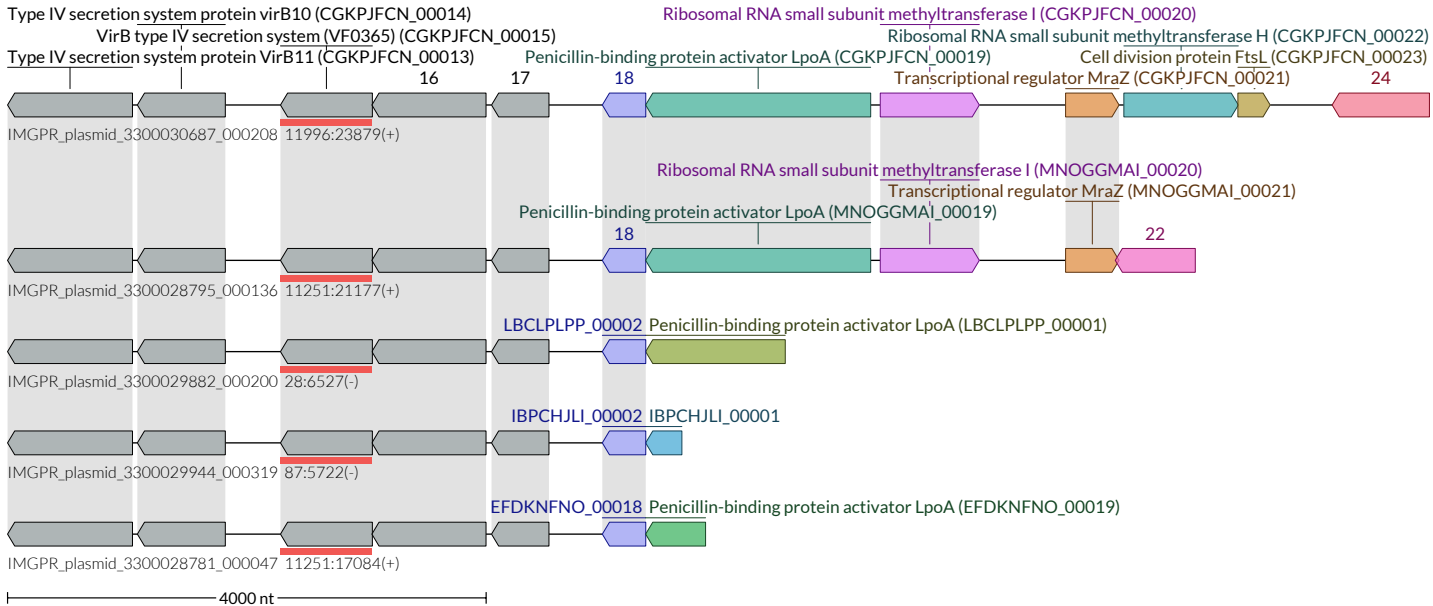 Type IV secretion system protein virB10 (CGKPJFCN_00014)
Ribosomal RNA small subunit methyltransferase I (CGKPJFCN_00020)
VirB type IV secretion system (VF0365) (CGKPJFCN_00015)
Ribosomal RNA small subunit methyltransferase H (CGKPJFCN_00022)
Type IV secretion system protein VirB11 (CGKPJFCN_00013)
Penicillin-binding protein activator LpoA (CGKPJFCN_00019)
Cell division protein FtsL (CGKPJFCN_00023)
16
17
18
Transcriptional regulator MraZ (CGKPJFCN_00021)
24
IMGPR_plasmid_3300030687_000208 11996:23879(+)
Ribosomal RNA small subunit methyltransferase I (MNOGGMAI_00020)
Transcriptional regulator MraZ (MNOGGMAI_00021)
Penicillin-binding protein activator LpoA (MNOGGMAI_00019)
18
22
IMGPR_plasmid_3300028795_000136 11251:21177(+)
LBCLPLPP_00002 Penicillin-binding protein activator LpoA (LBCLPLPP_00001)
IMGPR_plasmid_3300029882_000200 28:6527(-)
IBPCHJLI_00002 IBPCHJLI_00001
IMGPR_plasmid_3300029944_000319 87:5722(-)
EFDKNFNO_00018 Penicillin-binding protein activator LpoA (EFDKNFNO_00019)
IMGPR_plasmid_3300028781_000047 11251:17084(+)
4000 nt